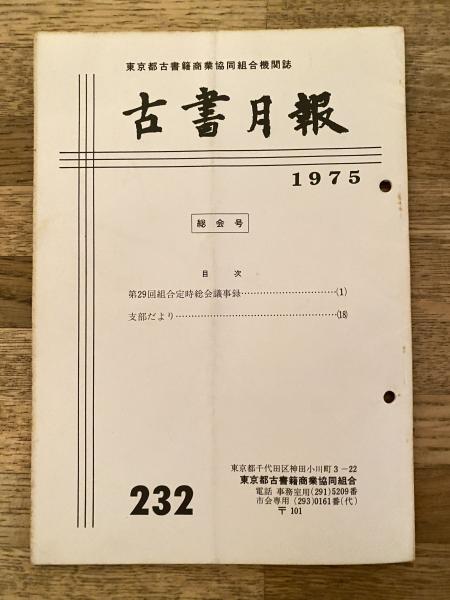 東京都古書籍商業協同組合機関誌
古書月報
1975
総会号
目次
第29回組合定時総会議事録…………………………(1)
支部だより……………………………………………(18)
東京都千代田区神田小川町3-22
東京都古書籍商業協同組合
電話 事務室用(291)5209番
市会専用(293)0161番(代)
〒101
232